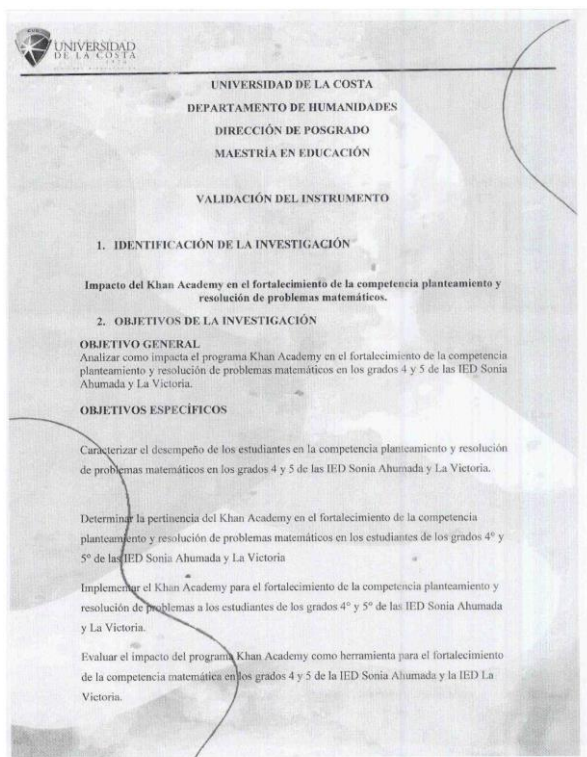 UNIVERSIDAD
DE LA COSTA
1970
UNIVERSIDAD DE LA COSTA
DEPARTAMENTO DE HUMANIDADES
DIRECCIÓN DE POSGRADO
MAESTRÍA EN EDUCACIÓN
VALIDACIÓN DEL INSTRUMENTO
1. IDENTIFICACIÓN DE LA INVESTIGACIÓN
Impacto del Khan Academy en el fortalecimiento de la competencia planteamiento y
resolución de problemas matemáticos.
2. OBJETIVOS DE LA INVESTIGACIÓN
OBJETIVO GENERAL
Analizar como impacta el programa Khan Academy en el fortalecimiento de la competencia
planteamiento y resolución de problemas matemáticos en los grados 4 y 5 de las IED Sonia
Ahumada y La Victoria.
OBJETIVOS ESPECÍFICOS
Caracterizar el desempeño de los estudiantes en la competencia planteamiento y resolución
de problemas matemáticos en los grados 4 y 5 de las IED Sonia Ahumada y La Victoria.
Determinar la pertinencia del Khan Academy en el fortalecimiento de la competencia
planteamiento y resolución de problemas matemáticos en los estudiantes de los grados 4° y
5° de las IED Sonia Ahumada y La Victoria
Implementar el Khan Academy para el fortalecimiento de la competencia planteamiento y
resolución de problemas a los estudiantes de los grados 4° y 5° de las IED Sonia Ahumada
y La Victoria.
Evaluar el impacto del programa Khan Academy como herramienta para el fortalecimiento
de la competencia matemática en los grados 4 y 5 de la IED Sonia Ahumada y la IED La
Victoria.